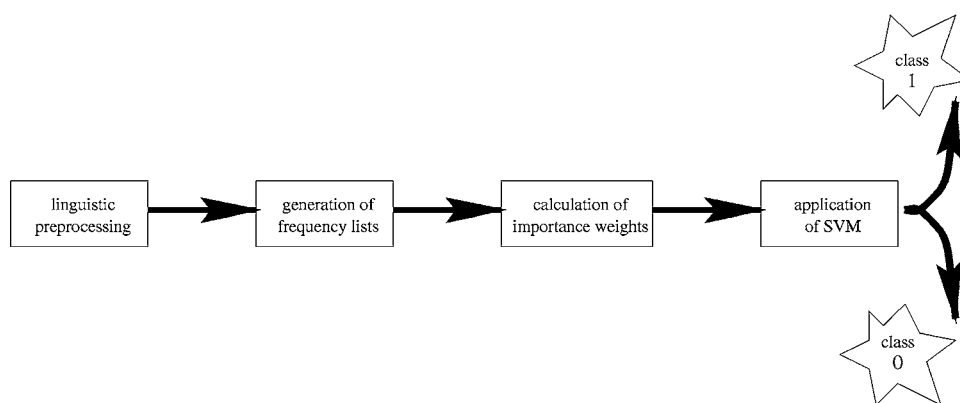 class
1
linguistic
preprocessing
generation of
frequency lists
calculation of
importance weights
application
of SVM
class
0